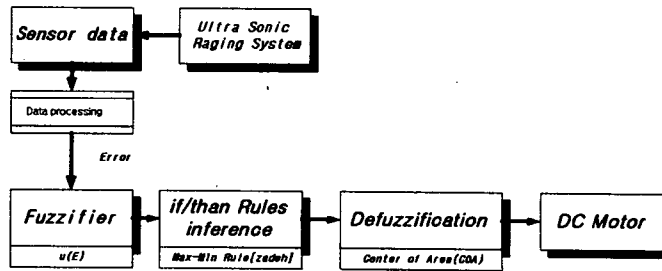 Sensor data
Ultra Sonic
Raging System
Data processing
Error
Fuzzifier
u(E)
if/than Rules
inference
Max-Min Rule[zadeh]
Defuzzification
Center of Area(COA)
DC Motor